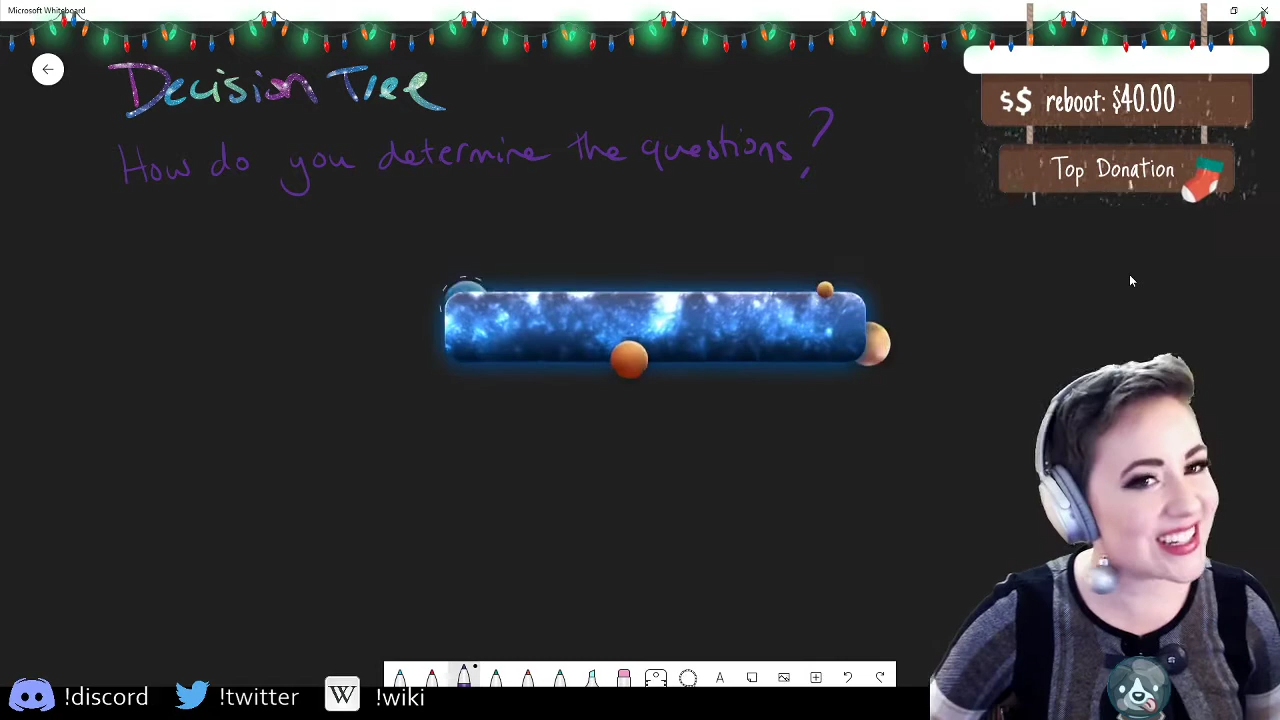 Microsoft Whiteboard
Decision Tree
How do you determine the questions?
$$ reboot: $40.00
Top Donation
!discord
!twitter
W !wiki
A